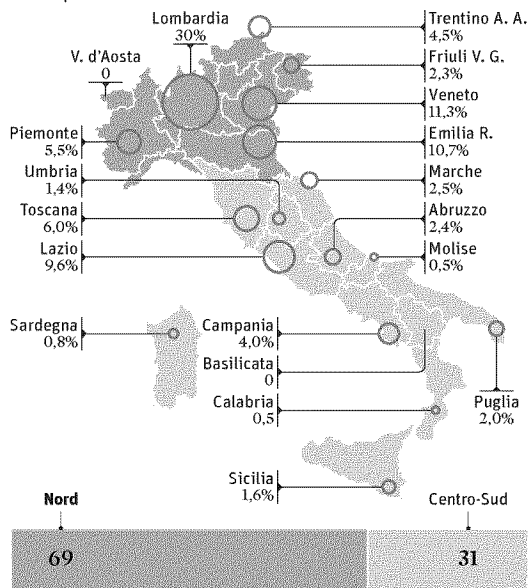 Lombardia
30%
Trentino A. A.
4,5%
V. d'Aosta
0
Friuli V. G.
2,3%
Veneto
11,3%
Piemonte
5,5%
Emilia R.
10,7%
Umbria
1,4%
Marche
2,5%
Toscana
6,0%
Abruzzo
2,4%
Lazio
9,6%
Molise
0,5%
Sardegna
0,8%
Campania
4,0%
Basilicata
0
Calabria
0,5
Puglia
2,0%
Sicilia
1,6%
Nord
Centro-Sud
69
31